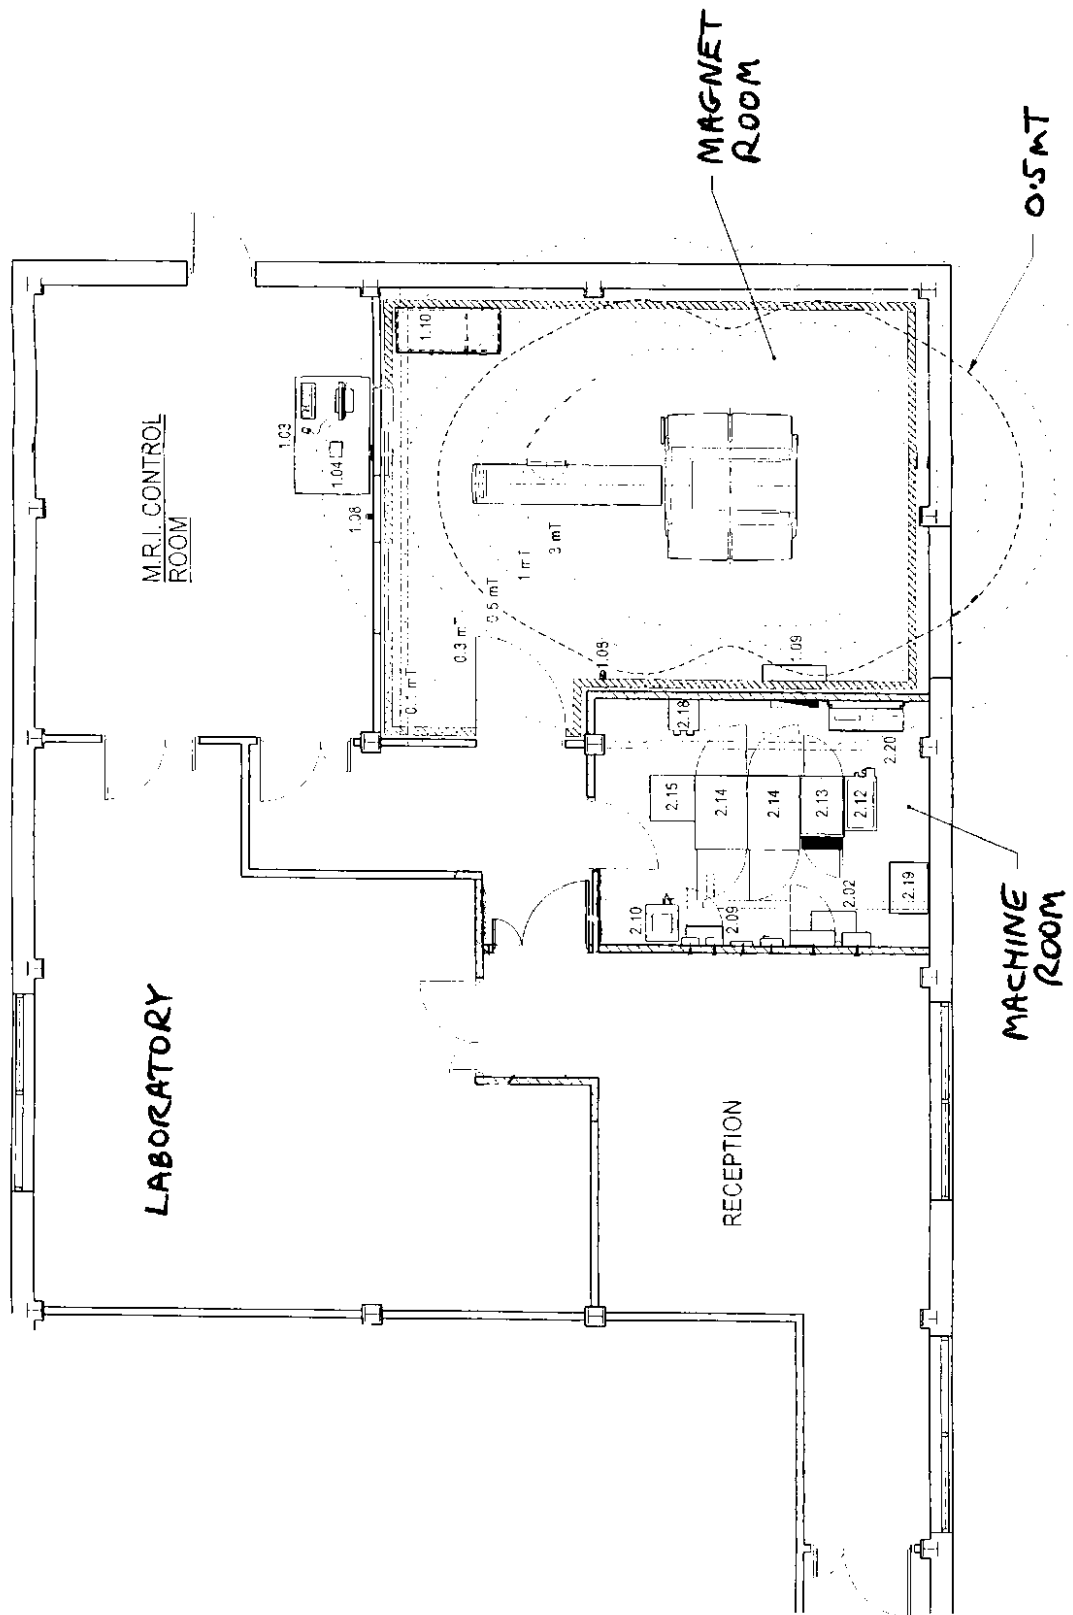 MAGNET
ROOM
0.5mT
M.R.I. CONTROL
ROOM
1.03
1.04
1.08
1.10
0.1 mT
0.3 mT
0.5 mT
1 mT
3 mT
1.09
2.18
2.20
2.15
2.14
2.14
2.13
2.12
2.10
2.09
2.02
2.19
MACHINE
ROOM
LABORATORY
RECEPTION